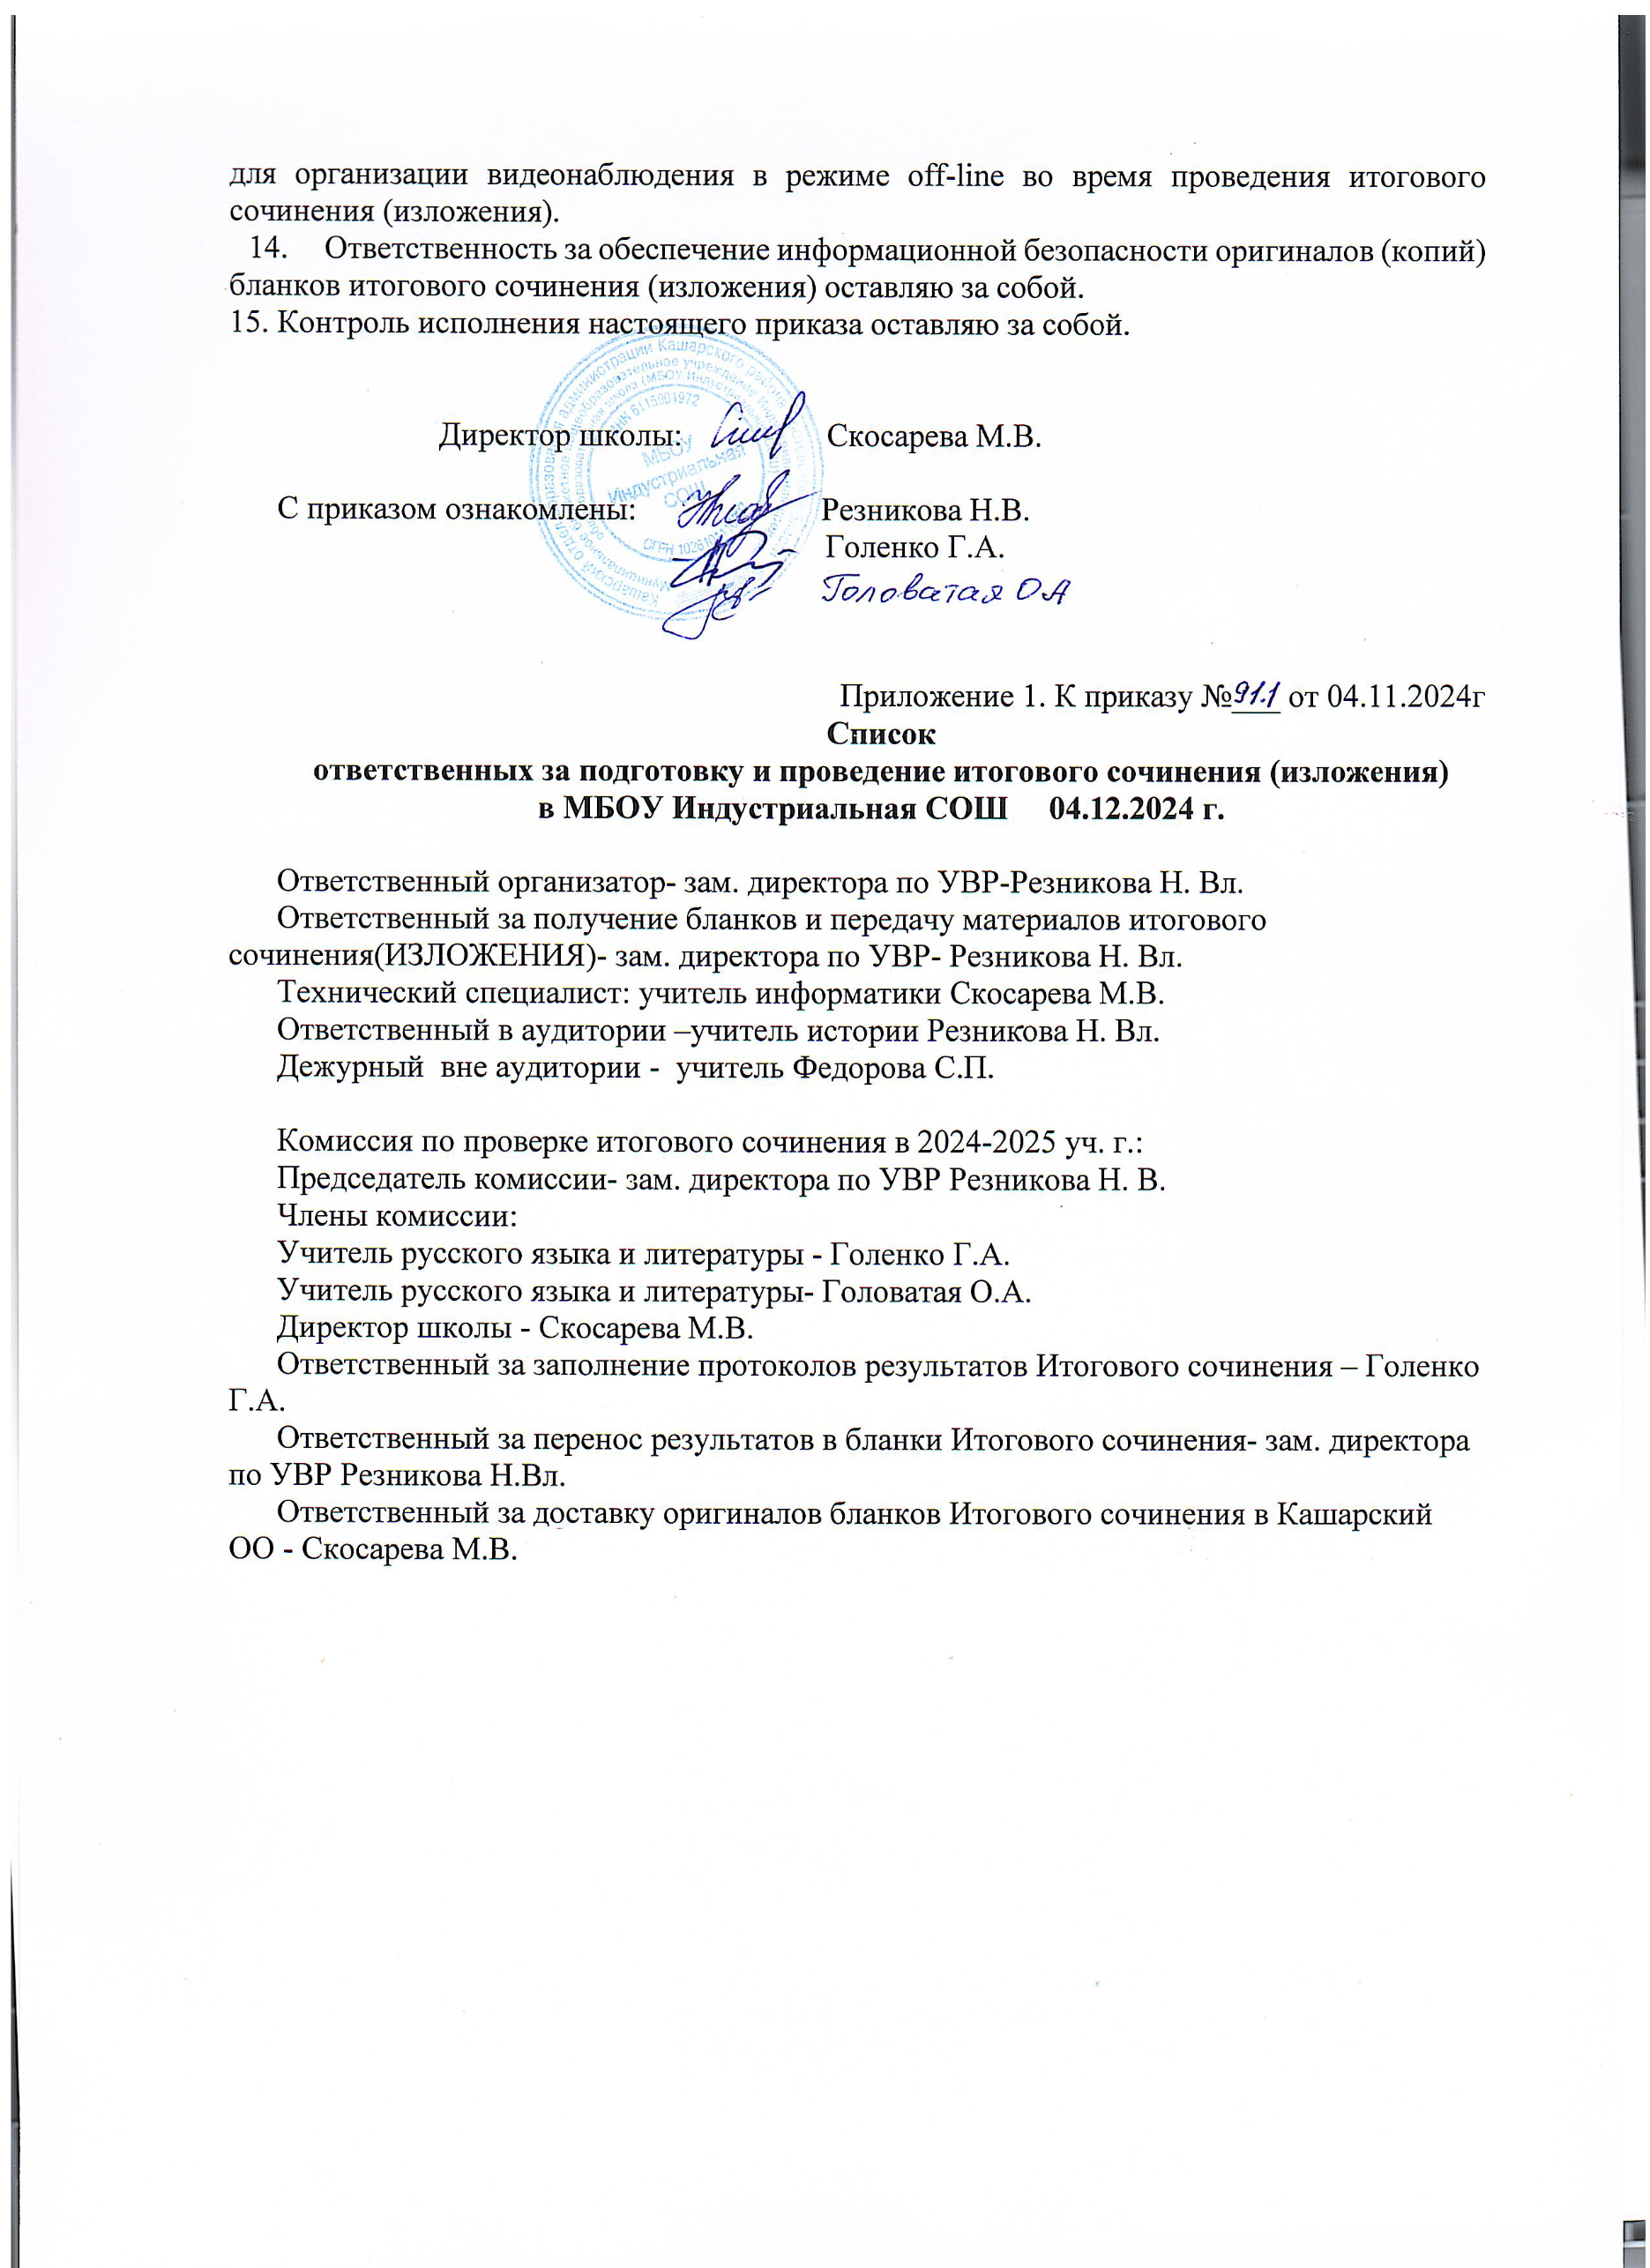 для организации видеонаблюдения в режиме off-line во время проведения итогового
сочинения (изложения).
14. Ответственность за обеспечение информационной безопасности оригиналов (копий)
бланков итогового сочинения (изложения) оставляю за собой.
15. Контроль исполнения настоящего приказа оставляю за собой.
Директор школы: Скосарева М.В.
МБОУ
Индустриальная
СОШ
С приказом ознакомлены: Резникова Н.В.
Голенко Г.А.
Головатая О А
Приложение 1. К приказу №91.1 от 04.11.2024г
Список
ответственных за подготовку и проведение итогового сочинения (изложения)
в МБОУ Индустриальная СОШ 04.12.2024 г.
Ответственный организатор- зам. директора по УВР-Резникова Н. Вл.
Ответственный за получение бланков и передачу материалов итогового
сочинения(ИЗЛОЖЕНИЯ)- зам. директора по УВР- Резникова Н. Вл.
Технический специалист: учитель информатики Скосарева М.В.
Ответственный в аудитории –учитель истории Резникова Н. Вл.
Дежурный вне аудитории - учитель Федорова С.П.
Комиссия по проверке итогового сочинения в 2024-2025 уч. г.:
Председатель комиссии- зам. директора по УВР Резникова Н. В.
Члены комиссии:
Учитель русского языка и литературы - Голенко Г.А.
Учитель русского языка и литературы- Головатая О.А.
Директор школы - Скосарева М.В.
Ответственный за заполнение протоколов результатов Итогового сочинения – Голенко
Г.А.
Ответственный за перенос результатов в бланки Итогового сочинения- зам. директора
по УВР Резникова Н.Вл.
Ответственный за доставку оригиналов бланков Итогового сочинения в Кашарский
ОО - Скосарева М.В.